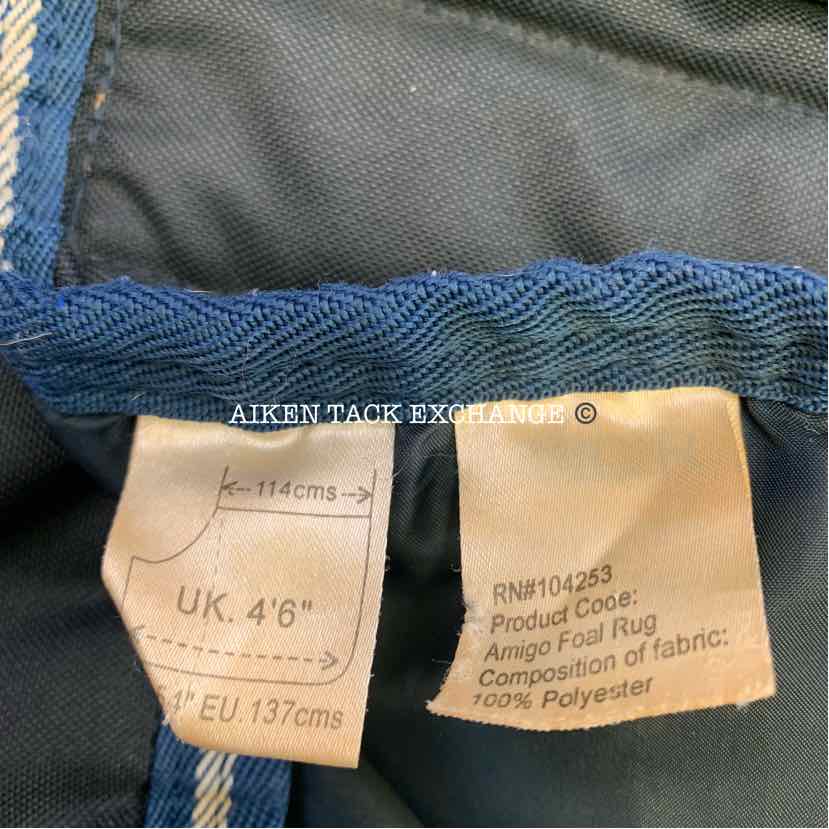 AIKEN TACK EXCHANGE ©
114cms
UK. 4'6"
4" EU.137cms
RN#104253
Product Code:
Amigo Foal Rug
Composition of fabric:
100% Polyester